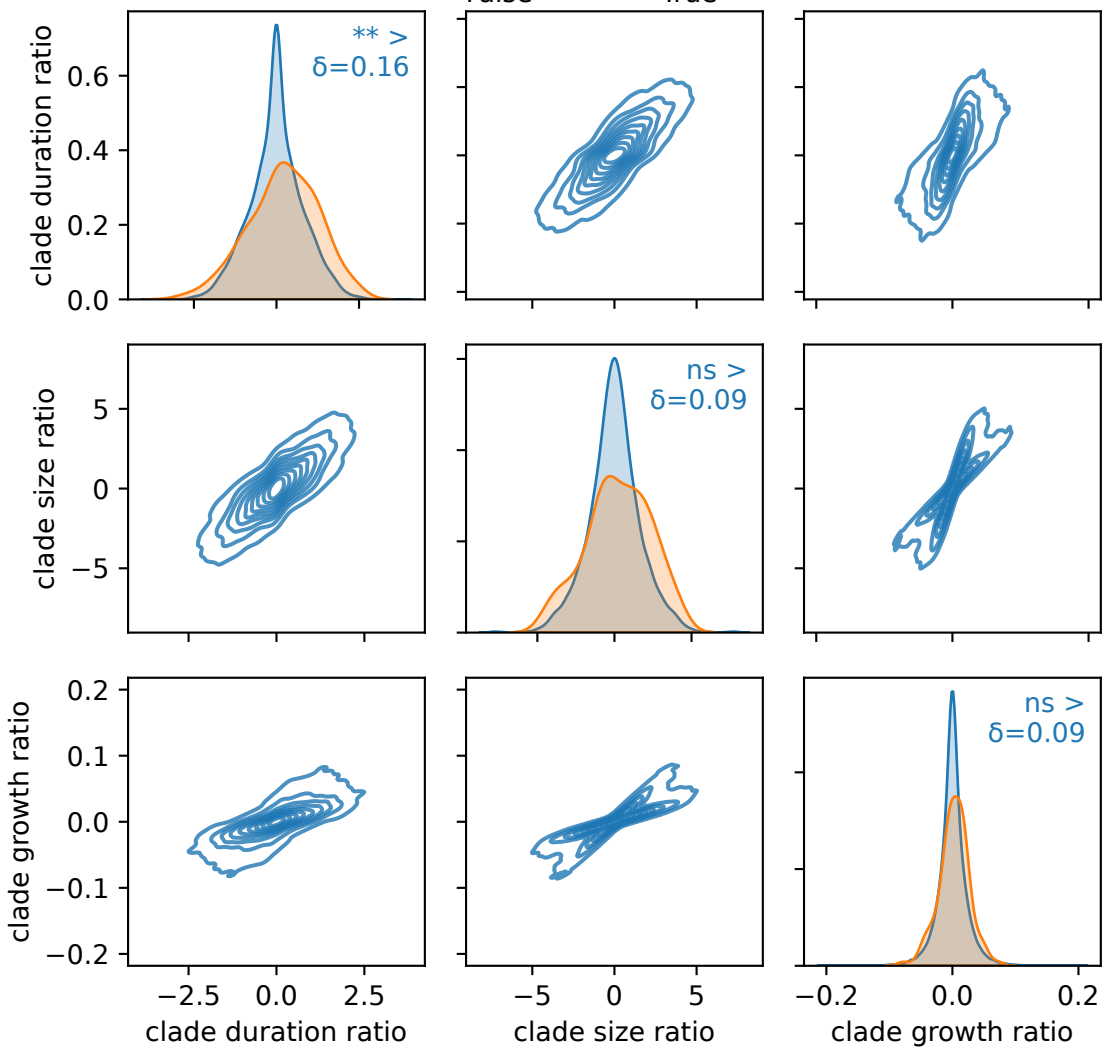 False True
clade duration ratio
0.6
0.4
0.2
0.0
** >
δ=0.16
clade size ratio
5
0
−5
ns >
δ=0.09
clade growth ratio
0.2
0.1
0.0
−0.1
−0.2
ns >
δ=0.09
−2.5 0.0 2.5
−5 0 5
−0.2 0.0 0.2
clade duration ratio
clade size ratio
clade growth ratio